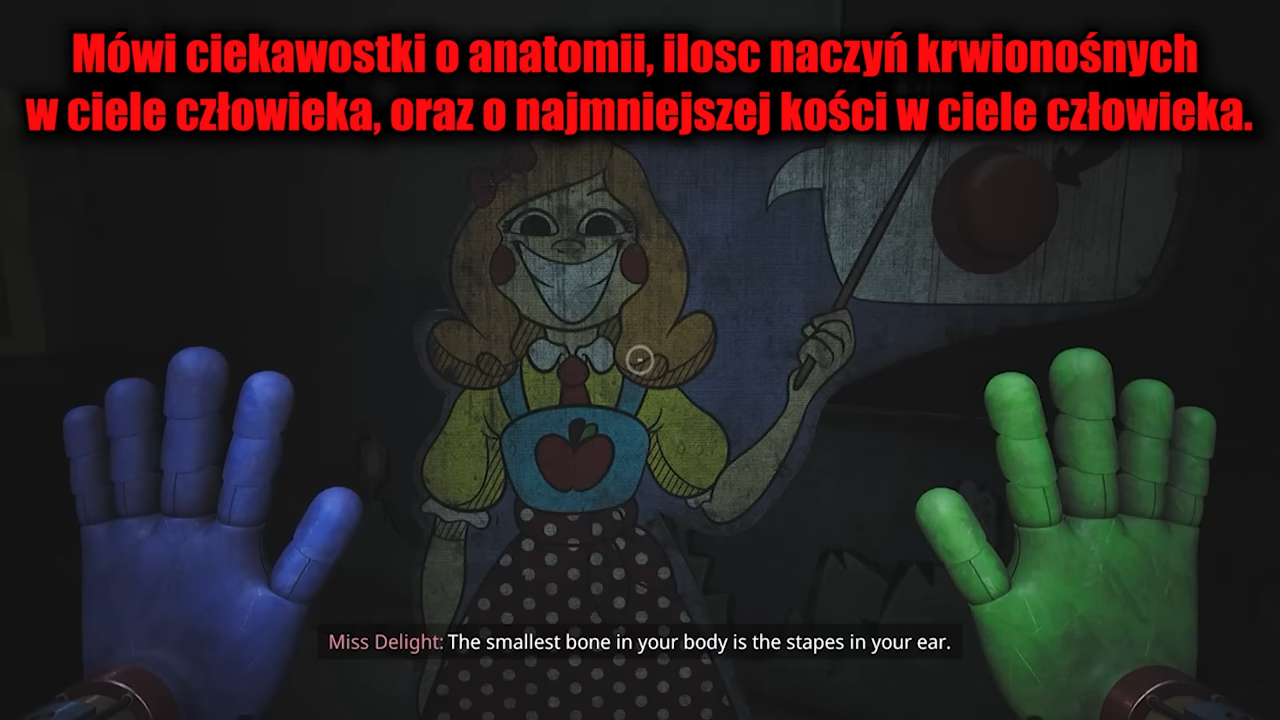 Mówi ciekawostki o anatomii, ilosc naczyń krwionośnych
w ciele człowieka, oraz o najmniejszej kości w ciele człowieka.
Miss Delight: The smallest bone in your body is the stapes in your ear.